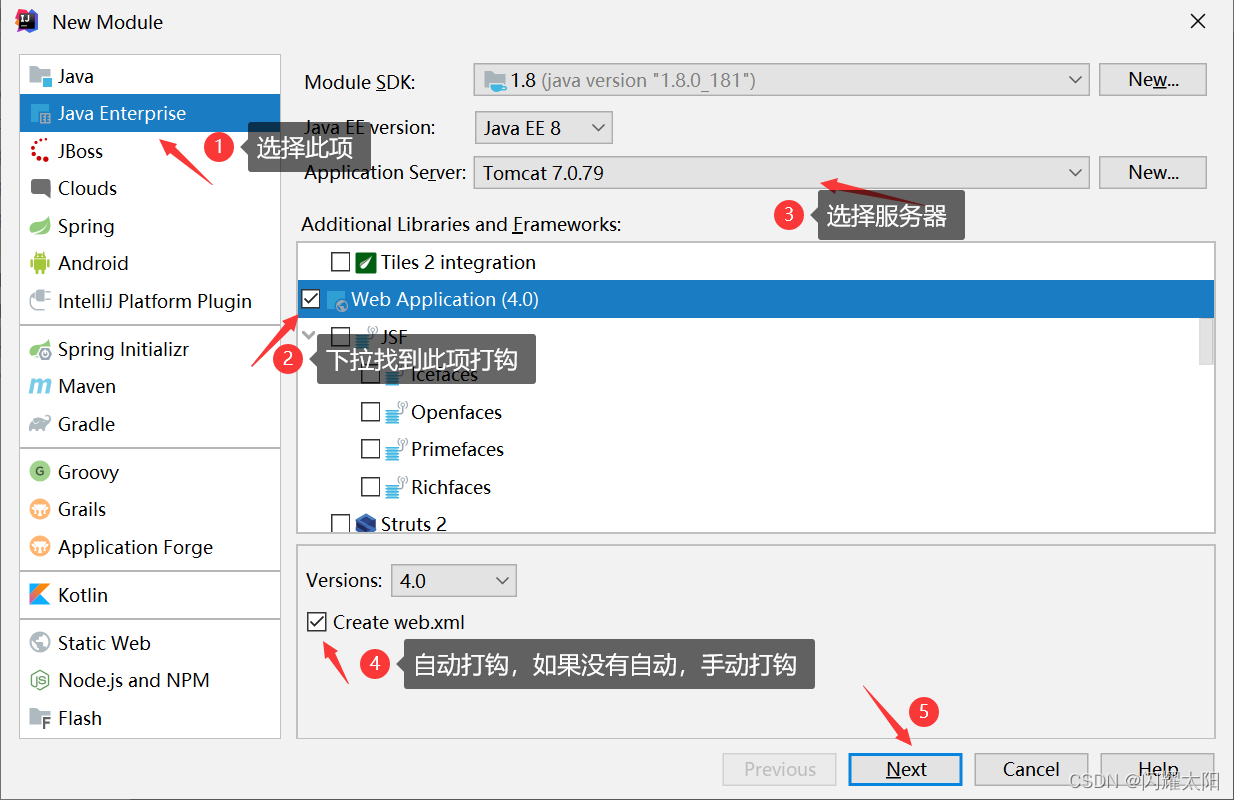 New Module
Java
Java Enterprise
JBoss
Clouds
Spring
Android
IntelliJ Platform Plugin
Spring Initializr
Maven
Gradle
Groovy
Grails
Application Forge
Kotlin
Static Web
Node.js and NPM
Flash
1 选择此项
Module SDK: 1.8 (java version "1.8.0_181") New...
Java EE version: Java EE 8
Application Server: Tomcat 7.0.79 New...
3 选择服务器
Additional Libraries and Frameworks:
Tiles 2 integration
Web Application (4.0)
JSF
2 下拉找到此项打钩
Icefaces
Openfaces
Primefaces
Richfaces
Struts 2
Versions: 4.0
Create web.xml
4 自动打钩，如果没有自动，手动打钩
5
Previous Next Cancel Help
CSDN @闪耀太阳